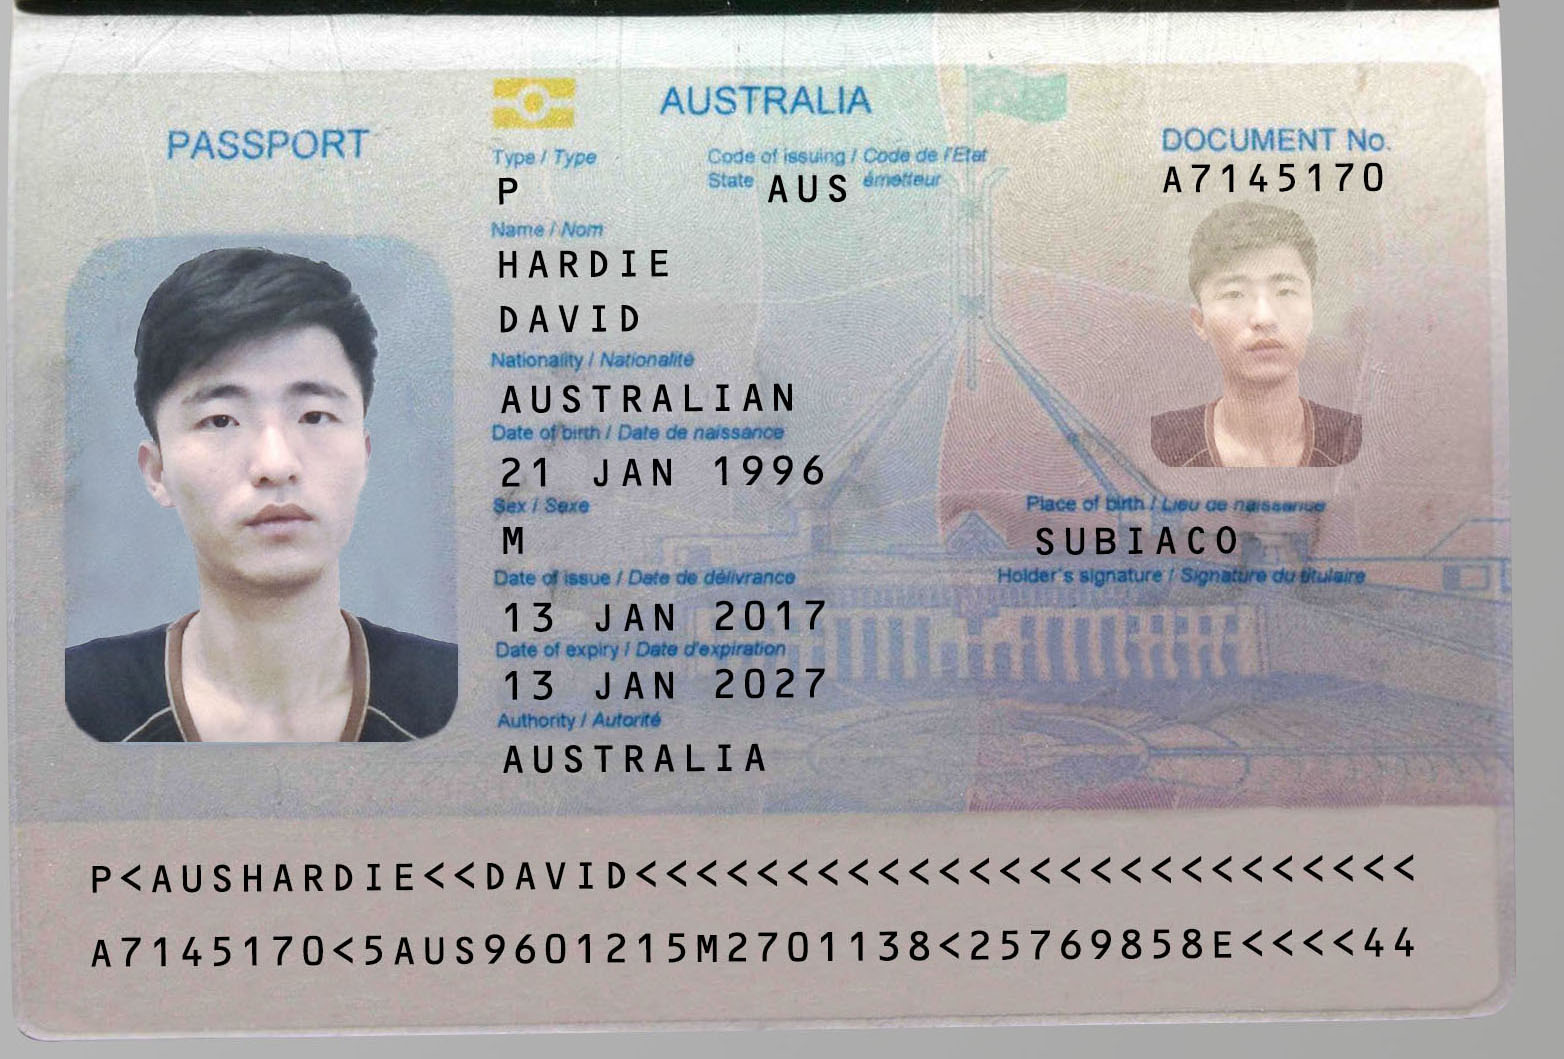 PASSPORT
AUSTRALIA
DOCUMENT No.
Type / Type
Code of issuing / Code de l'Etat
State émetteur
P
AUS
A7145170
Name / Nom
HARDIE
DAVID
Nationality / Nationalité
AUSTRALIAN
Date of birth / Date de naissance
21 JAN 1996
Sex / Sexe
Place of birth / Lieu de naissance
M
SUBIACO
Date of issue / Date de délivrance
Holder's signature / Signature du titulaire
13 JAN 2017
Date of expiry / Date d'expiration
13 JAN 2027
Authority / Autorité
AUSTRALIA
P<AUSHARDIE<<DAVID<<<<<<<<<<<<<<<<<<<<<<<<<<
A7145170<5AUS9601215M2701138<25769858E<<<<44